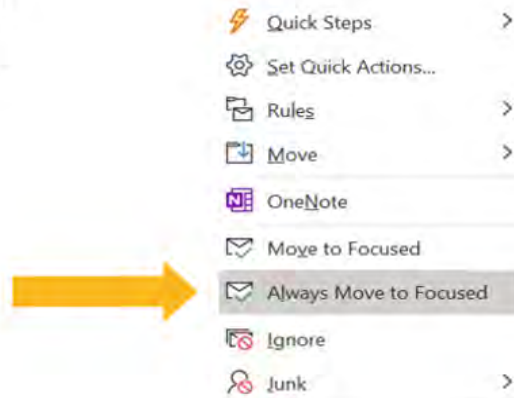 Quick Steps
Set Quick Actions...
Rules
Move
OneNote
Move to Focused
Always Move to Focused
Ignore
Junk